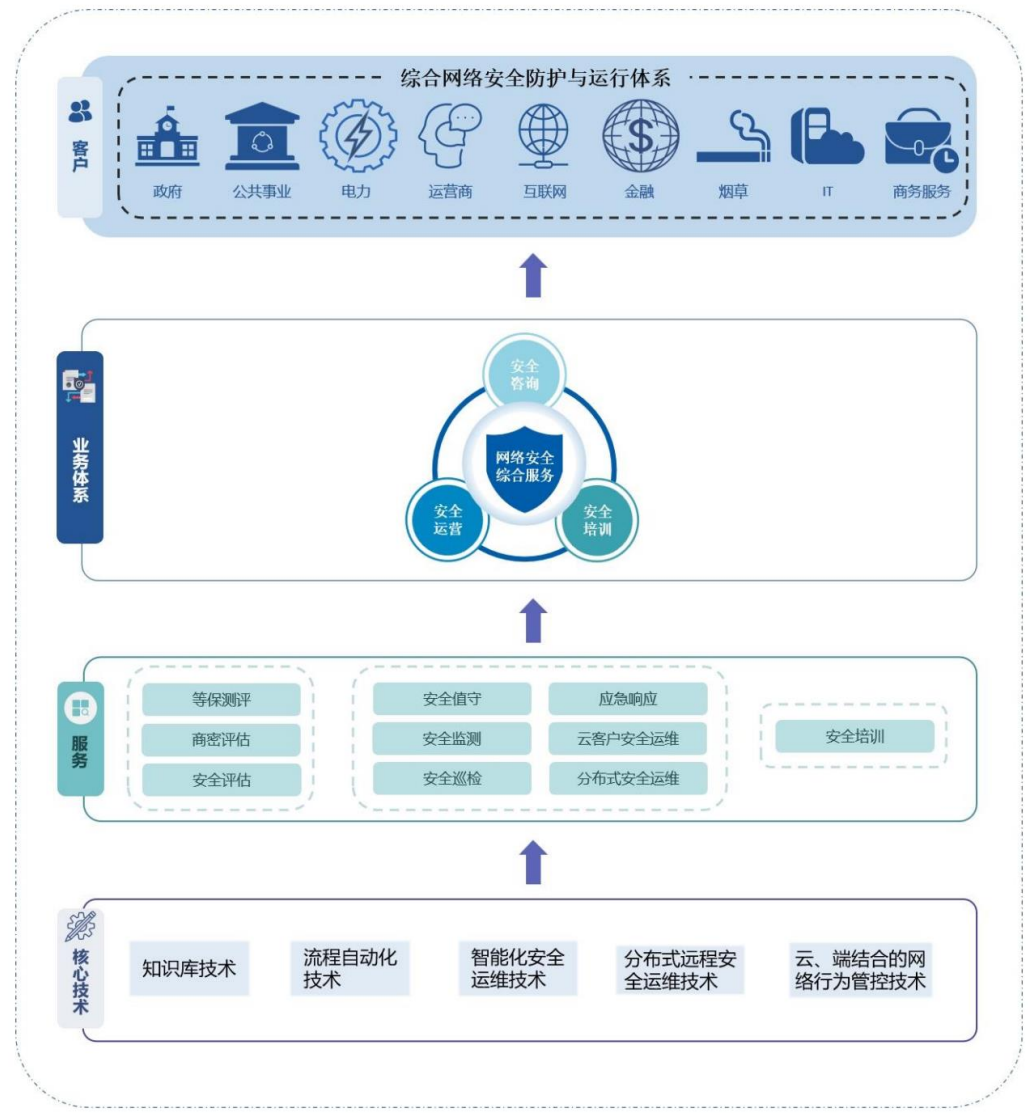 综合网络安全防护与运行体系
客户
政府
公共事业
电力
运营商
互联网
金融
烟草
IT
商务服务
业务体系
安全
咨询
网络安全
综合服务
安全
运营
安全
培训
服务
等保测评
商密评估
安全评估
安全值守
应急响应
安全监测
云客户安全运维
安全巡检
分布式安全运维
安全培训
核心技术
知识库技术
流程自动化
技术
智能化安全
运维技术
分布式远程安
全运维技术
云、端结合的网
络行为管控技术